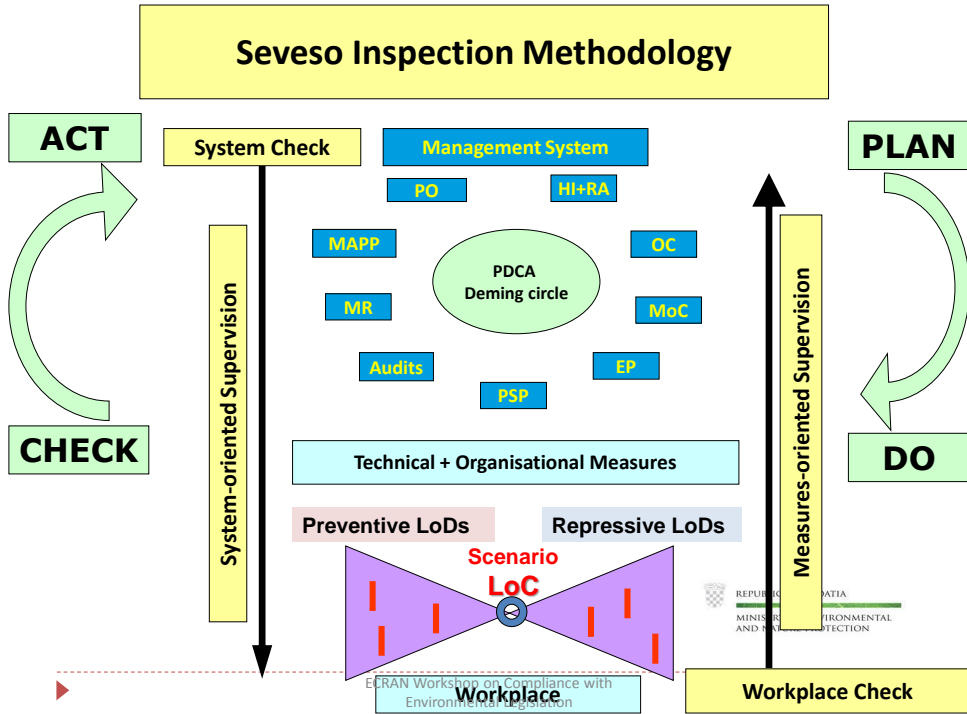 Seveso Inspection Methodology
ACT
System Check
Management System
PLAN
PO
HI+RA
MAPP
OC
PDCA
Deming circle
MR
MoC
Audits
EP
PSP
System-oriented Supervision
Measures-oriented Supervision
CHECK
DO
Technical + Organisational Measures
Preventive LoDs
Repressive LoDs
Scenario
LoC
AND
PROTECTION
ECRAN Workshop on Compliance with
Environmental Legislation
Workplace
Workplace Check